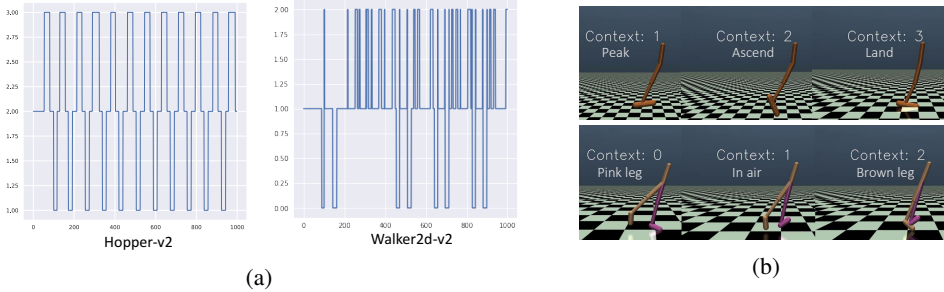 3.00
2.75
2.50
2.25
2.00
1.75
1.50
1.25
1.00
0 200 400 600 800 1000
Hopper-v2
2.00
1.75
1.50
1.25
1.00
0.75
0.50
0.25
0.00
0 200 400 600 800 1000
Walker2d-v2
(a)
Context: 1 Context: 2 Context: 3
Peak Ascend Land
Context: 0 Context: 1 Context: 2
Pink leg In air Brown leg
(b)